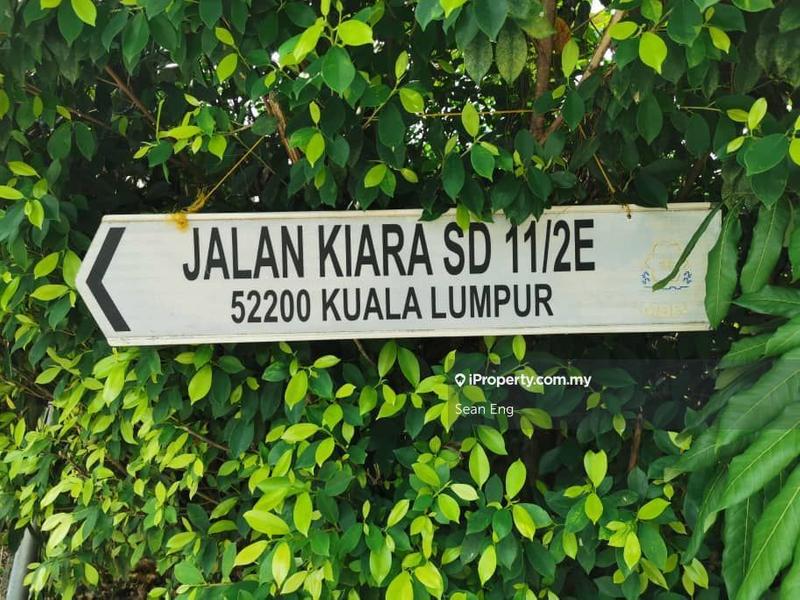 JALAN KIARA SD 11/2E
52200 KUALA LUMPUR
iProperty.com.my
Sean Eng